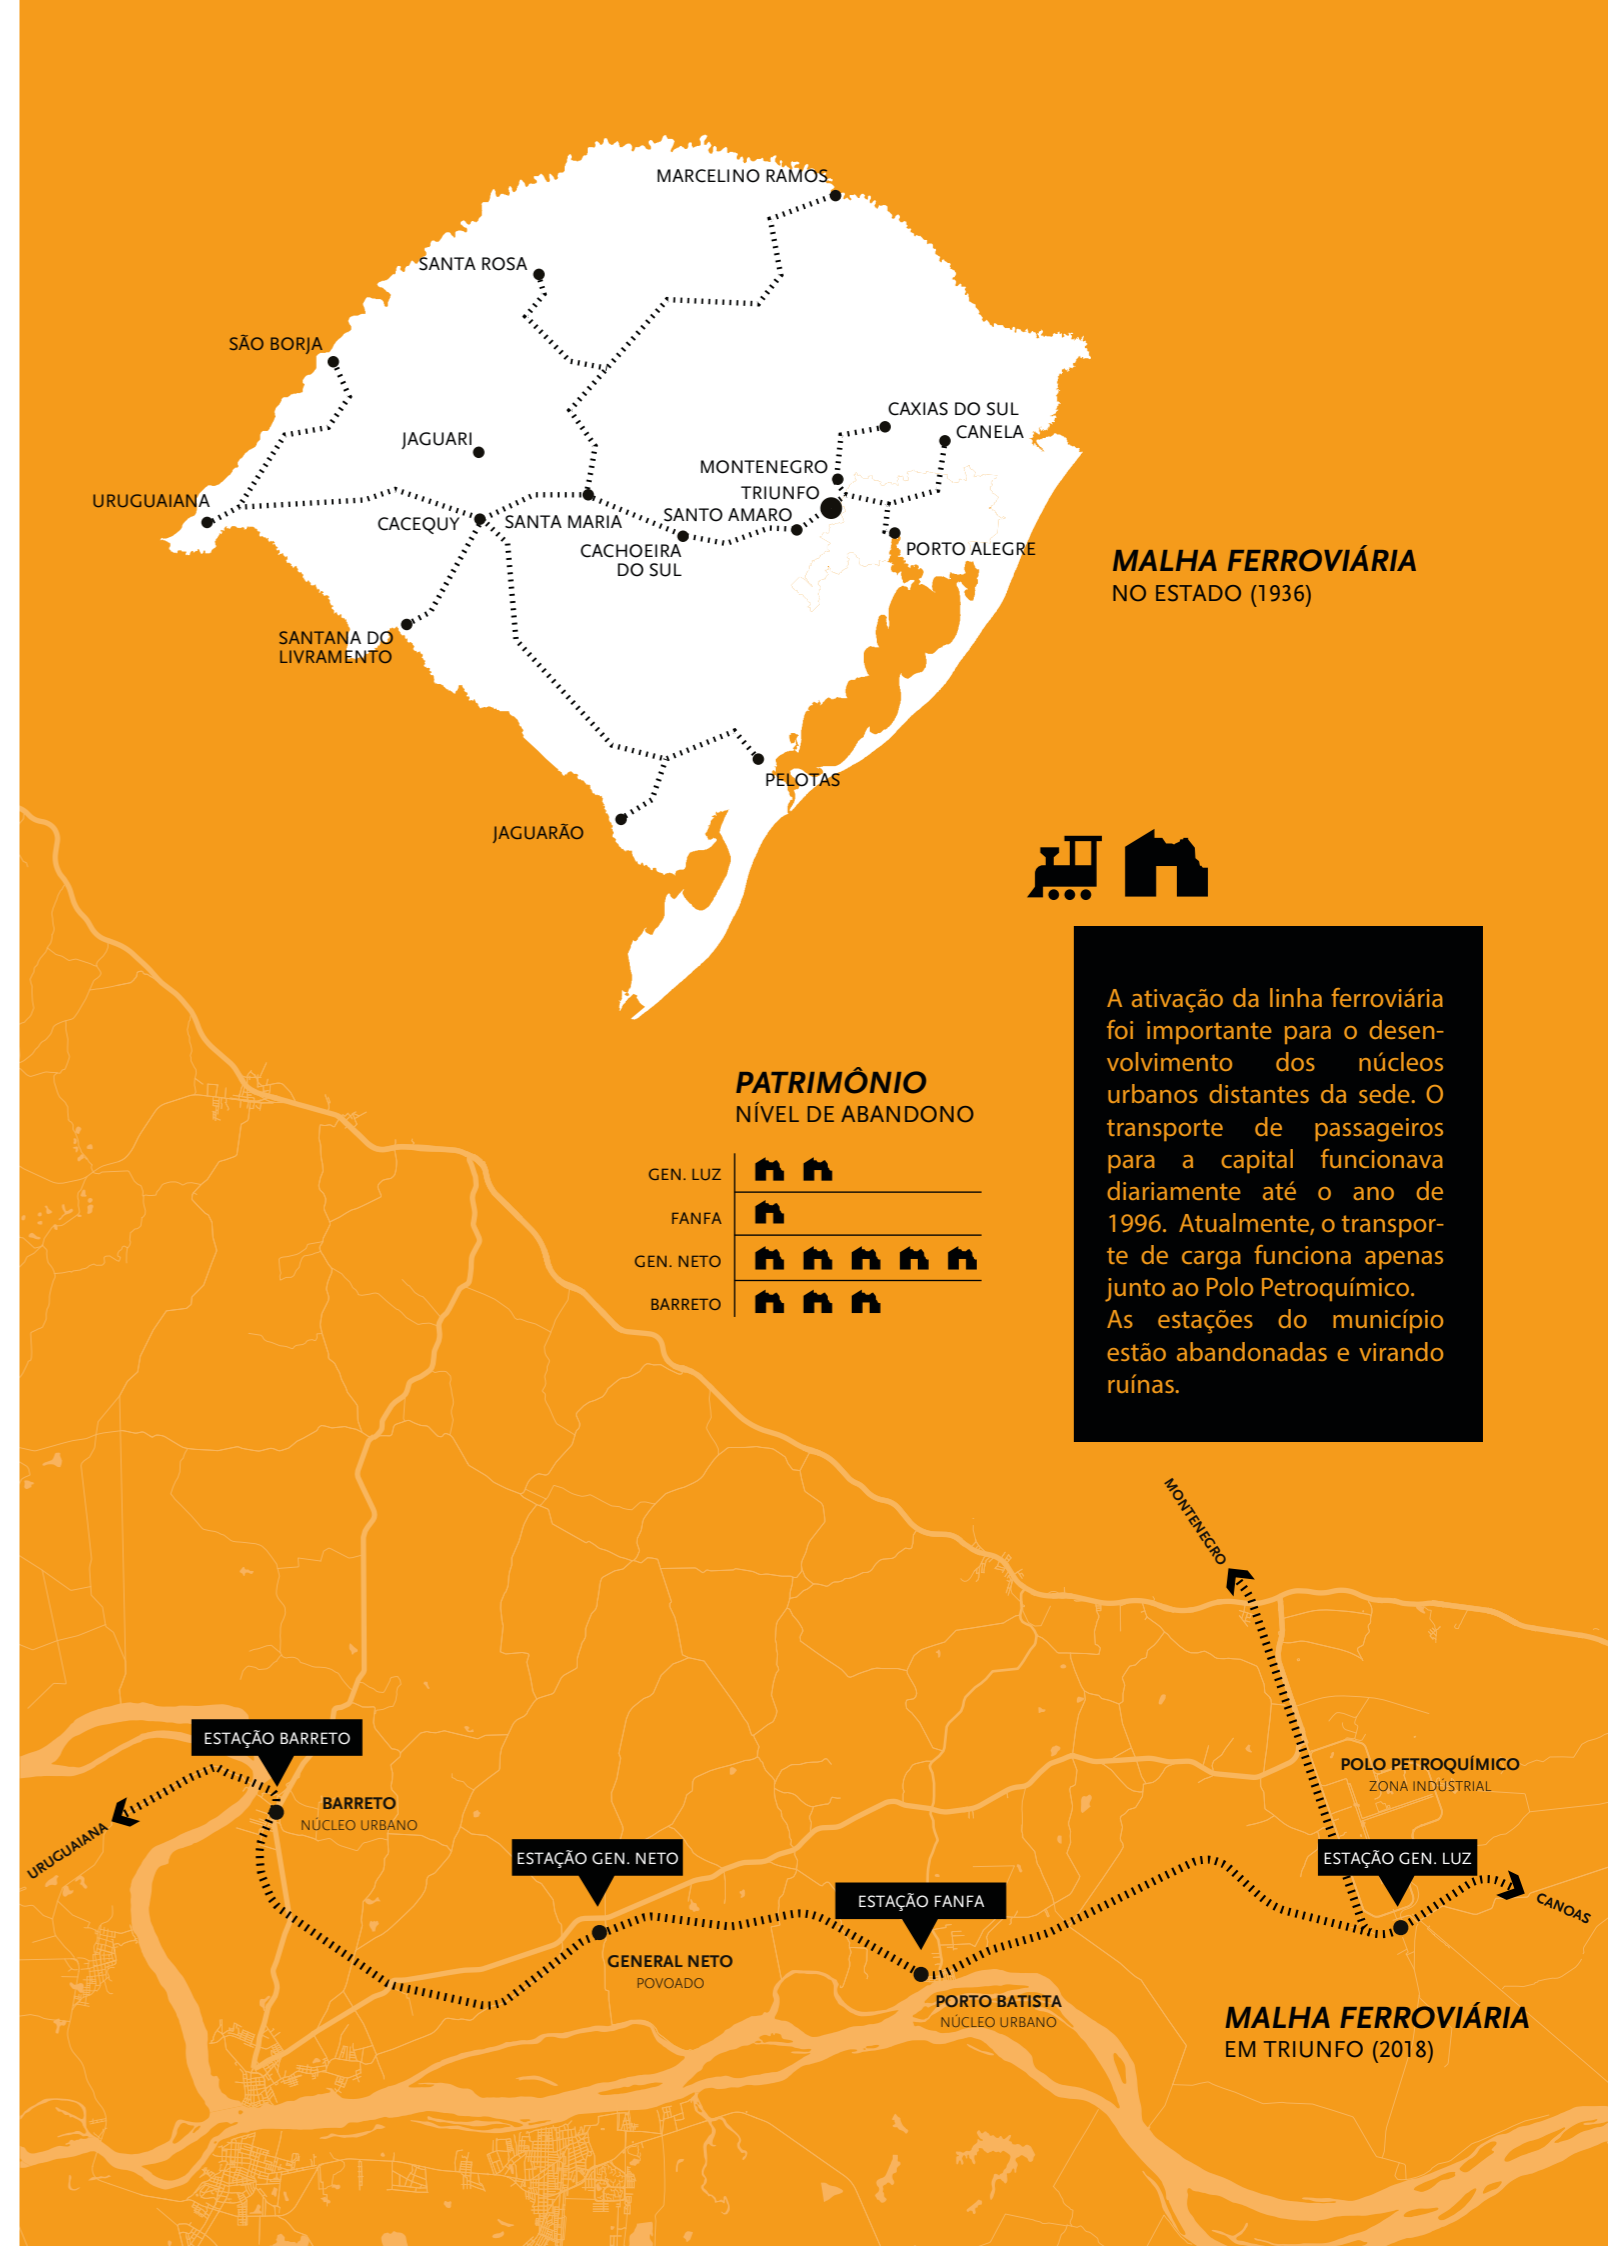 MARCELINO RAMOS
SANTA ROSA
SÃO BORJA
CAXIAS DO SUL
CANELA
JAGUARI
MONTENEGRO
TRIUNFO
URUGUAIANA
SANTO AMARO
CACEQUY
SANTA MARIA
CACHOEIRA
DO SUL
PORTO ALEGRE
SANTANA DO
LIVRAMENTO
PELOTAS
JAGUARÃO
MALHA FERROVIÁRIA
NO ESTADO (1936)
A ativação da linha ferroviária
foi importante para o desen-
volvimento dos núcleos
urbanos distantes da sede. O
transporte de passageiros
para a capital funcionava
diariamente até o ano de
1996. Atualmente, o transpor-
te de carga funciona apenas
junto ao Polo Petroquímico.
As estações do município
estão abandonadas e virando
ruínas.
PATRIMÔNIO
NÍVEL DE ABANDONO
GEN. LUZ
FANFA
GEN. NETO
BARRETO
MONTENEGRO
ESTAÇÃO BARRETO
BARRETO
NÚCLEO URBANO
URUGUAIANA
POLO PETROQUÍMICO
ZONA INDÚSTRIAL
ESTAÇÃO GEN. NETO
GENERAL NETO
POVOADO
ESTAÇÃO FANFA
PORTO BATISTA
NÚCLEO URBANO
ESTAÇÃO GEN. LUZ
CANOAS
MALHA FERROVIÁRIA
EM TRIUNFO (2018)